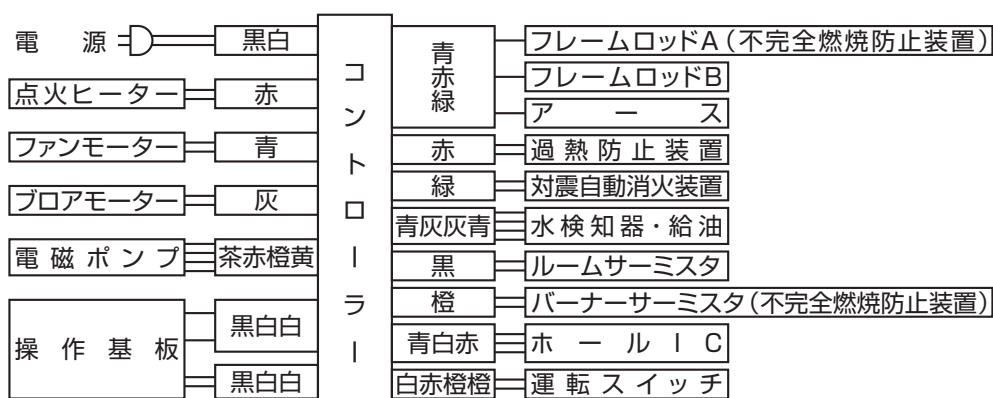 電源 黒白
点火ヒーター 赤
ファンモーター 青
ブロアモーター 灰
電磁ポンプ 茶赤橙黄
操作基板 黒白白
黒白白
コントローラー
青赤緑 フレームロッドA(不完全燃焼防止装置)
フレームロッドB
アース
赤 過熱防止装置
緑 対震自動消火装置
青灰灰青 水検知器・給油
黒 ルームサーミスタ
橙 バーナーサーミスタ(不完全燃焼防止装置)
青白赤 ホールIC
白赤橙橙 運転スイッチ